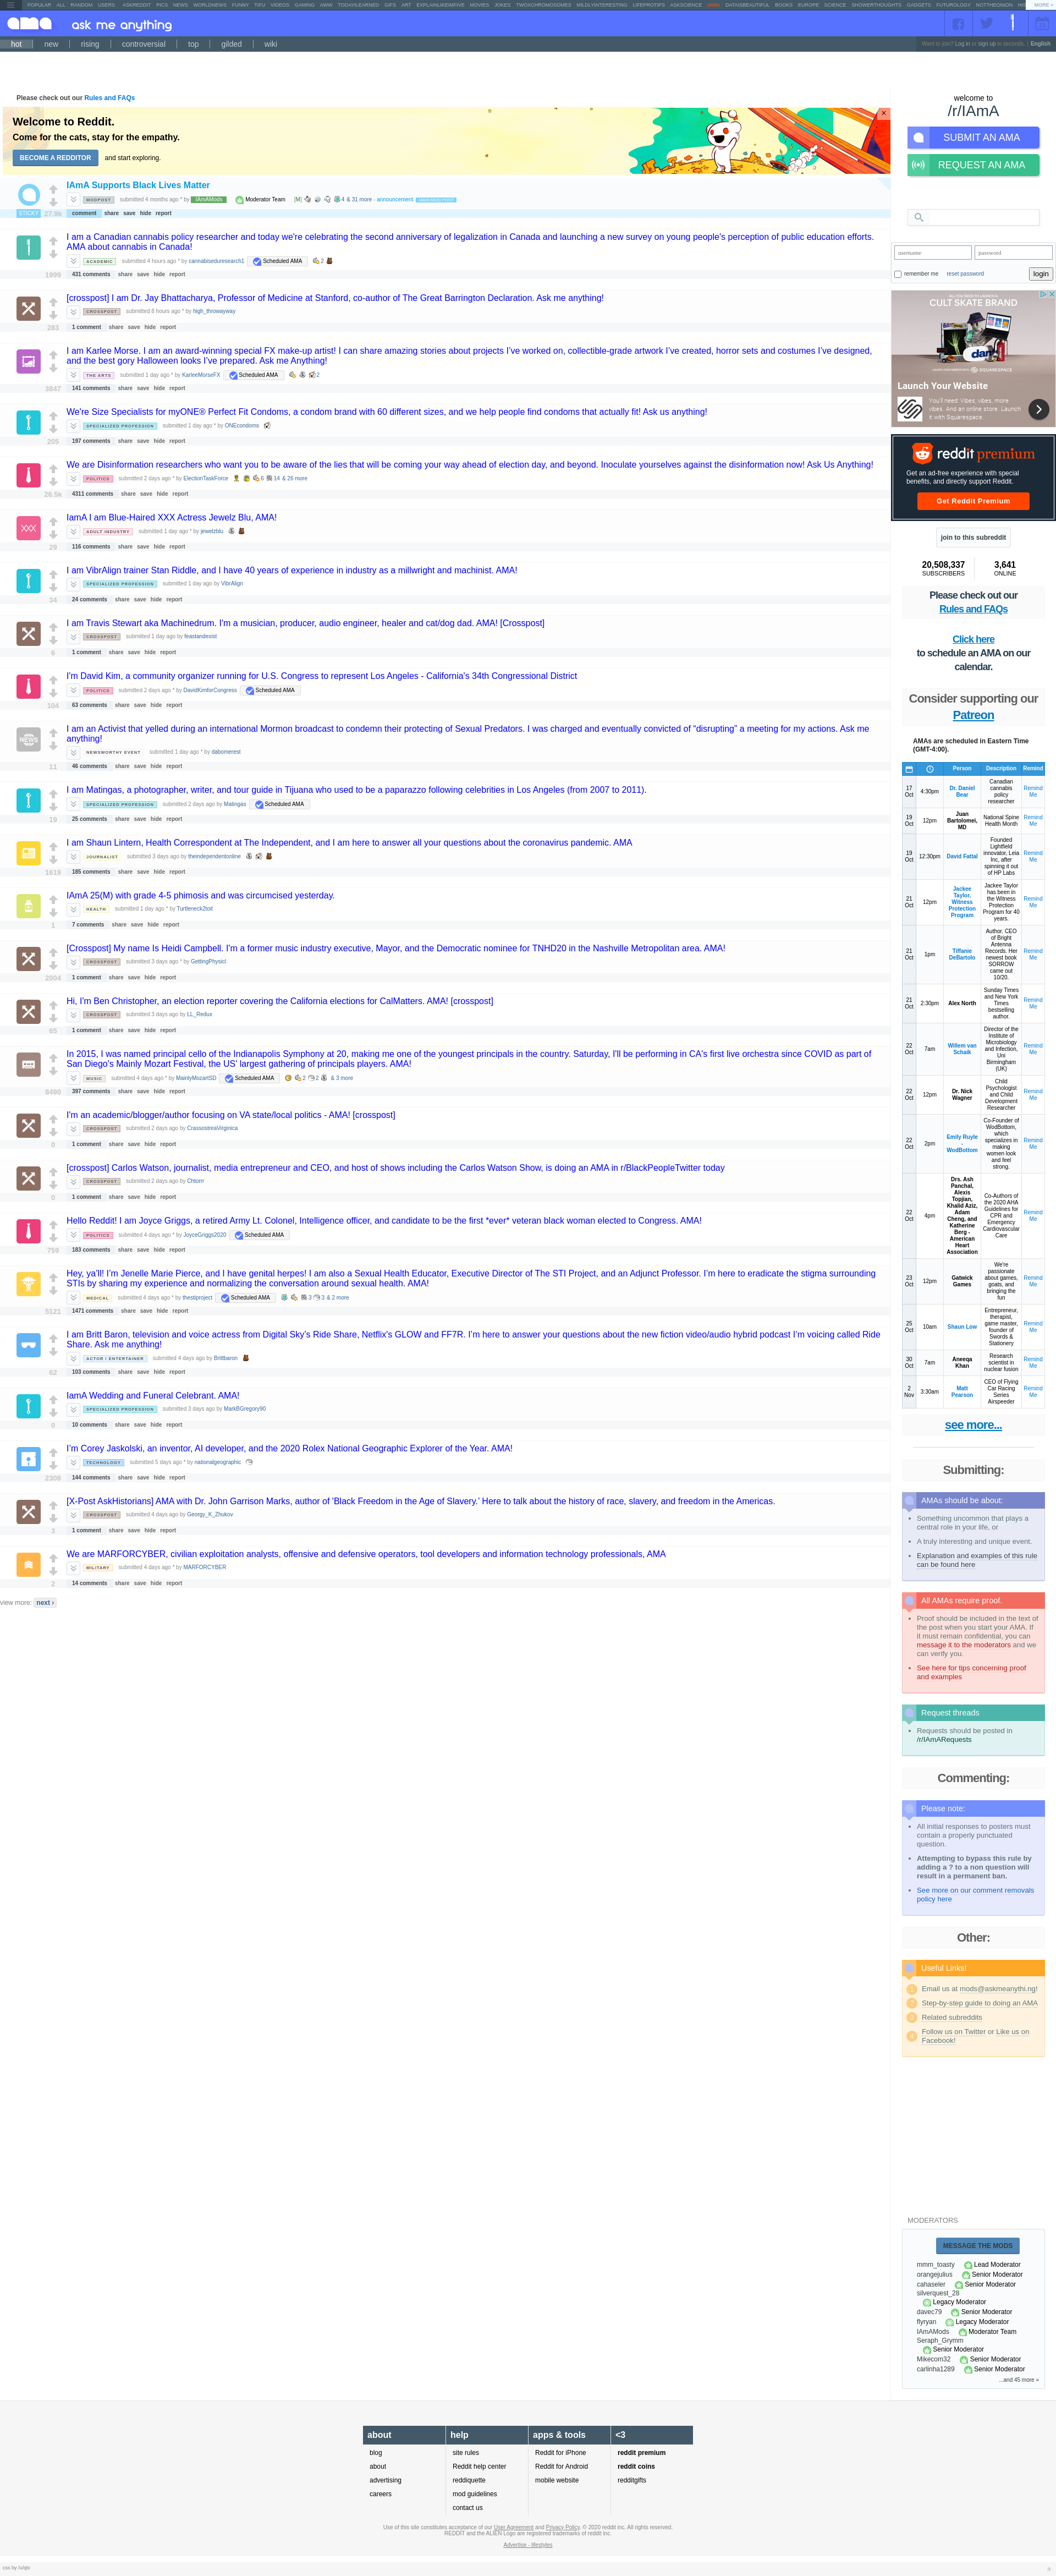 POPULAR ALL RANDOM USERS ASKREDDIT PICS NEWS WORLDNEWS FUNNY TIFU VIDEOS GAMING AWW TODAYILEARNED GIFS ART EXPLAINLIKEIMFIVE MOVIES JOKES TWOXCHROMOSOMES MILDLYINTERESTING LIFEPROTIPS ASKSCIENCE IAMA DATAISBEAUTIFUL BOOKS EUROPE SCIENCE SHOWERTHOUGHTS GADGETS FUTUROLOGY NOTTHEONION MORE »
ama ask me anything
hot new rising controversial top gilded wiki
Want to join? Log in or sign up in seconds. | English
Please check out our Rules and FAQs
Welcome to Reddit.
Come for the cats, stay for the empathy.
BECOME A REDDITOR and start exploring.
IAmA Supports Black Lives Matter
MODPOST submitted 4 months ago * by IAmAMods Moderator Team [M] 4 & 31 more - announcement
STICKY 27.9k comment share save hide report
I am a Canadian cannabis policy researcher and today we're celebrating the second anniversary of legalization in Canada and launching a new survey on young people's perception of public education efforts.
AMA about cannabis in Canada!
ACADEMIC submitted 4 hours ago * by cannabiseduresearch1 Scheduled AMA 2
1999 431 comments share save hide report
[crosspost] I am Dr. Jay Bhattacharya, Professor of Medicine at Stanford, co-author of The Great Barrington Declaration. Ask me anything!
CROSSPOST submitted 8 hours ago * by high_throwayway
283 1 comment share save hide report
I am Karlee Morse. I am an award-winning special FX make-up artist! I can share amazing stories about projects I've worked on, collectible-grade artwork I've created, horror sets and costumes I've designed,
and the best gory Halloween looks I've prepared. Ask me Anything!
THE ARTS submitted 1 day ago * by KarleeMorseFX Scheduled AMA 2
3847 141 comments share save hide report
We're Size Specialists for myONE® Perfect Fit Condoms, a condom brand with 60 different sizes, and we help people find condoms that actually fit! Ask us anything!
SPECIALIZED PROFESSION submitted 1 day ago * by ONEcondoms
205 197 comments share save hide report
We are Disinformation researchers who want you to be aware of the lies that will be coming your way ahead of election day, and beyond. Inoculate yourselves against the disinformation now! Ask Us Anything!
POLITICS submitted 2 days ago * by ElectionTaskForce 6 14 & 26 more
26.5k 4311 comments share save hide report
IamA I am Blue-Haired XXX Actress Jewelz Blu, AMA!
XXX ADULT INDUSTRY submitted 1 day ago * by jewelzblu
29 116 comments share save hide report
I am VibrAlign trainer Stan Riddle, and I have 40 years of experience in industry as a millwright and machinist. AMA!
SPECIALIZED PROFESSION submitted 1 day ago by VibrAlign
34 24 comments share save hide report
I am Travis Stewart aka Machinedrum. I'm a musician, producer, audio engineer, healer and cat/dog dad. AMA! [Crosspost]
CROSSPOST submitted 1 day ago by feastandexist
6 1 comment share save hide report
I'm David Kim, a community organizer running for U.S. Congress to represent Los Angeles - California's 34th Congressional District
POLITICS submitted 2 days ago * by DavidKimforCongress Scheduled AMA
104 63 comments share save hide report
I am an Activist that yelled during an international Mormon broadcast to condemn their protecting of Sexual Predators. I was charged and eventually convicted of "disrupting" a meeting for my actions. Ask me
anything!
NEWS NEWSWORTHY EVENT submitted 1 day ago * by dabomerest
11 46 comments share save hide report
I am Matingas, a photographer, writer, and tour guide in Tijuana who used to be a paparazzo following celebrities in Los Angeles (from 2007 to 2011).
SPECIALIZED PROFESSION submitted 2 days ago by Matingas Scheduled AMA
19 25 comments share save hide report
I am Shaun Lintern, Health Correspondent at The Independent, and I am here to answer all your questions about the coronavirus pandemic. AMA
JOURNALIST submitted 3 days ago by theindependentonline
1619 185 comments share save hide report
IAmA 25(M) with grade 4-5 phimosis and was circumcised yesterday.
HEALTH submitted 1 day ago * by Turtleneck2toit
1 7 comments share save hide report
[Crosspost] My name Is Heidi Campbell. I'm a former music industry executive, Mayor, and the Democratic nominee for TNHD20 in the Nashville Metropolitan area. AMA!
CROSSPOST submitted 3 days ago * by GettingPhysicl
2004 1 comment share save hide report
Hi, I'm Ben Christopher, an election reporter covering the California elections for CalMatters. AMA! [crosspost]
CROSSPOST submitted 3 days ago by LL_Redux
65 1 comment share save hide report
In 2015, I was named principal cello of the Indianapolis Symphony at 20, making me one of the youngest principals in the country. Saturday, I'll be performing in CA's first live orchestra since COVID as part of
San Diego's Mainly Mozart Festival, the US' largest gathering of principals players. AMA!
MUSIC submitted 4 days ago * by MainlyMozartSD Scheduled AMA 2 2 & 3 more
6490 397 comments share save hide report
I'm an academic/blogger/author focusing on VA state/local politics - AMA! [crosspost]
CROSSPOST submitted 2 days ago by CrassostreaVirginica
0 1 comment share save hide report
[crosspost] Carlos Watson, journalist, media entrepreneur and CEO, and host of shows including the Carlos Watson Show, is doing an AMA in r/BlackPeopleTwitter today
CROSSPOST submitted 2 days ago by Chtorrr
0 1 comment share save hide report
Hello Reddit! I am Joyce Griggs, a retired Army Lt. Colonel, Intelligence officer, and candidate to be the first *ever* veteran black woman elected to Congress. AMA!
POLITICS submitted 4 days ago * by JoyceGriggs2020 Scheduled AMA
759 183 comments share save hide report
Hey, ya'll! I'm Jenelle Marie Pierce, and I have genital herpes! I am also a Sexual Health Educator, Executive Director of The STI Project, and an Adjunct Professor. I'm here to eradicate the stigma surrounding
STIs by sharing my experience and normalizing the conversation around sexual health. AMA!
MEDICAL submitted 4 days ago * by thestiproject Scheduled AMA 3 3 & 2 more
5121 1471 comments share save hide report
I am Britt Baron, television and voice actress from Digital Sky's Ride Share, Netflix's GLOW and FF7R. I'm here to answer your questions about the new fiction video/audio hybrid podcast I'm voicing called Ride
Share. Ask me anything!
ACTOR / ENTERTAINER submitted 4 days ago by Brittbaron
62 103 comments share save hide report
IamA Wedding and Funeral Celebrant. AMA!
SPECIALIZED PROFESSION submitted 3 days ago by MarkBGregory90
0 10 comments share save hide report
I'm Corey Jaskolski, an inventor, AI developer, and the 2020 Rolex National Geographic Explorer of the Year. AMA!
TECHNOLOGY submitted 5 days ago * by nationalgeographic
2308 144 comments share save hide report
[X-Post AskHistorians] AMA with Dr. John Garrison Marks, author of 'Black Freedom in the Age of Slavery.' Here to talk about the history of race, slavery, and freedom in the Americas.
CROSSPOST submitted 4 days ago by Georgy_K_Zhukov
3 1 comment share save hide report
We are MARFORCYBER, civilian exploitation analysts, offensive and defensive operators, tool developers and information technology professionals, AMA
MILITARY submitted 4 days ago * by MARFORCYBER
2 14 comments share save hide report
view more: next ›
welcome to
/r/IAmA
SUBMIT AN AMA
REQUEST AN AMA
username password
remember me reset password login
ALL YOU NEED TO LAUNCH A
CULT SKATE BRAND
SQUARESPACE
Launch Your Website
You'll need: Vibes, vibes, more
vibes. And an online store. Launch
it with Squarespace.
reddit premium
Get an ad-free experience with special
benefits, and directly support Reddit.
Get Reddit Premium
join to this subreddit
20,508,337 3,641
SUBSCRIBERS ONLINE
Please check out our
Rules and FAQs
Click here
to schedule an AMA on our
calendar.
Consider supporting our
Patreon
AMAs are scheduled in Eastern Time
(GMT-4:00).
Person Description Remind
17 Oct 4:30pm Dr. Daniel Bear Canadian cannabis policy researcher Remind Me
19 Oct 12pm Juan Bartolomei, MD National Spine Health Month Remind Me
19 Oct 12:30pm David Fattal Founded Lightfield innovator, Leia Inc, after spinning it out of HP Labs Remind Me
21 Oct 12pm Jackee Taylor, Witness Protection Program Jackee Taylor has been in the Witness Protection Program for 40 years. Remind Me
21 Oct 1pm Tiffanie DeBartolo Author. CEO of Bright Antenna Records. Her newest book SORROW came out 10/20. Remind Me
21 Oct 2:30pm Alex North Sunday Times and New York Times bestselling author. Remind Me
22 Oct 7am Willem van Schaik Director of the Institute of Microbiology and Infection, Uni Birmingham (UK) Remind Me
22 Oct 12pm Dr. Nick Wagner Child Psychologist and Child Development Researcher Remind Me
22 Oct 2pm Emily Ruyle - WodBottom Co-Founder of WodBottom, which specializes in making women look and feel strong. Remind Me
22 Oct 4pm Drs. Ash Panchal, Alexis Topjian, Khalid Aziz, Adam Cheng, and Katherine Berg - American Heart Association Co-Authors of the 2020 AHA Guidelines for CPR and Emergency Cardiovascular Care Remind Me
23 Oct 12pm Gatwick Games We're passionate about games, goats, and bringing the fun Remind Me
25 Oct 10am Shaun Low Entrepreneur, therapist, game master, founder of Swords & Stationery Remind Me
30 Oct 7am Aneeqa Khan Research scientist in nuclear fusion Remind Me
2 Nov 3:30am Matt Pearson CEO of Flying Car Racing Series Airspeeder Remind Me
see more...
Submitting:
AMAs should be about:
Something uncommon that plays a
central role in your life, or
A truly interesting and unique event.
Explanation and examples of this rule
can be found here
All AMAs require proof.
Proof should be included in the text of
the post when you start your AMA. If
it must remain confidential, you can
message it to the moderators and we
can verify you.
See here for tips concerning proof
and examples
Request threads
Requests should be posted in
/r/IAmARequests
Commenting:
Please note:
All initial responses to posters must
contain a properly punctuated
question.
Attempting to bypass this rule by
adding a ? to a non question will
result in a permanent ban.
See more on our comment removals
policy here
Other:
Useful Links!
1 Email us at mods@askmeanythi.ng!
2 Step-by-step guide to doing an AMA
3 Related subreddits
4 Follow us on Twitter or Like us on
Facebook!
MODERATORS
MESSAGE THE MODS
mmm_toasty Lead Moderator
orangejulius Senior Moderator
cahaseler Senior Moderator
silverquest_28
Legacy Moderator
davec79 Senior Moderator
flyryan Legacy Moderator
IAmAMods Moderator Team
Seraph_Grymm
Senior Moderator
Mikecom32 Senior Moderator
carlinha1289 Senior Moderator
...and 45 more »
about help apps & tools <3
blog site rules Reddit for iPhone reddit premium
about Reddit help center Reddit for Android reddit coins
advertising reddiquette mobile website redditgifts
careers mod guidelines
contact us
Use of this site constitutes acceptance of our User Agreement and Privacy Policy. © 2020 reddit inc. All rights reserved.
REDDIT and the ALIEN Logo are registered trademarks of reddit inc.
Advertise - lifestyles
π